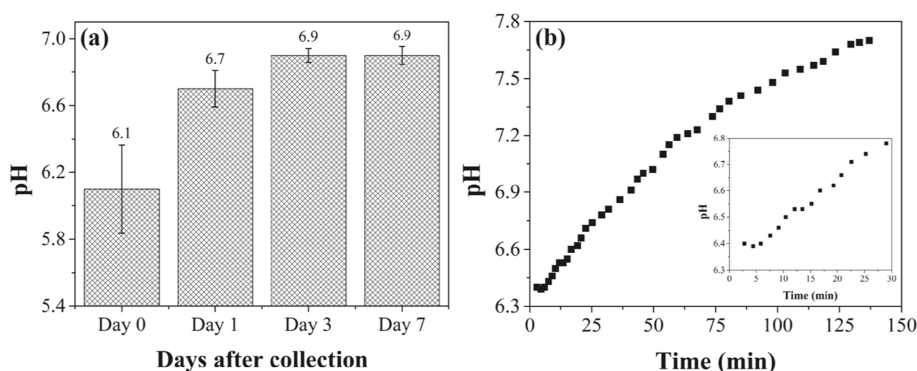 (a)
7.0
6.6
6.2
5.8
5.4
pH
6.1
6.7
6.9
6.9
Day 0
Day 1
Day 3
Day 7
Days after collection
(b)
7.8
7.5
7.2
6.9
6.6
6.3
pH
0
25
50
75
100
125
150
Time (min)
6.8
6.7
6.6
6.5
6.4
6.3
pH
0
5
10
15
20
25
30
Time (min)